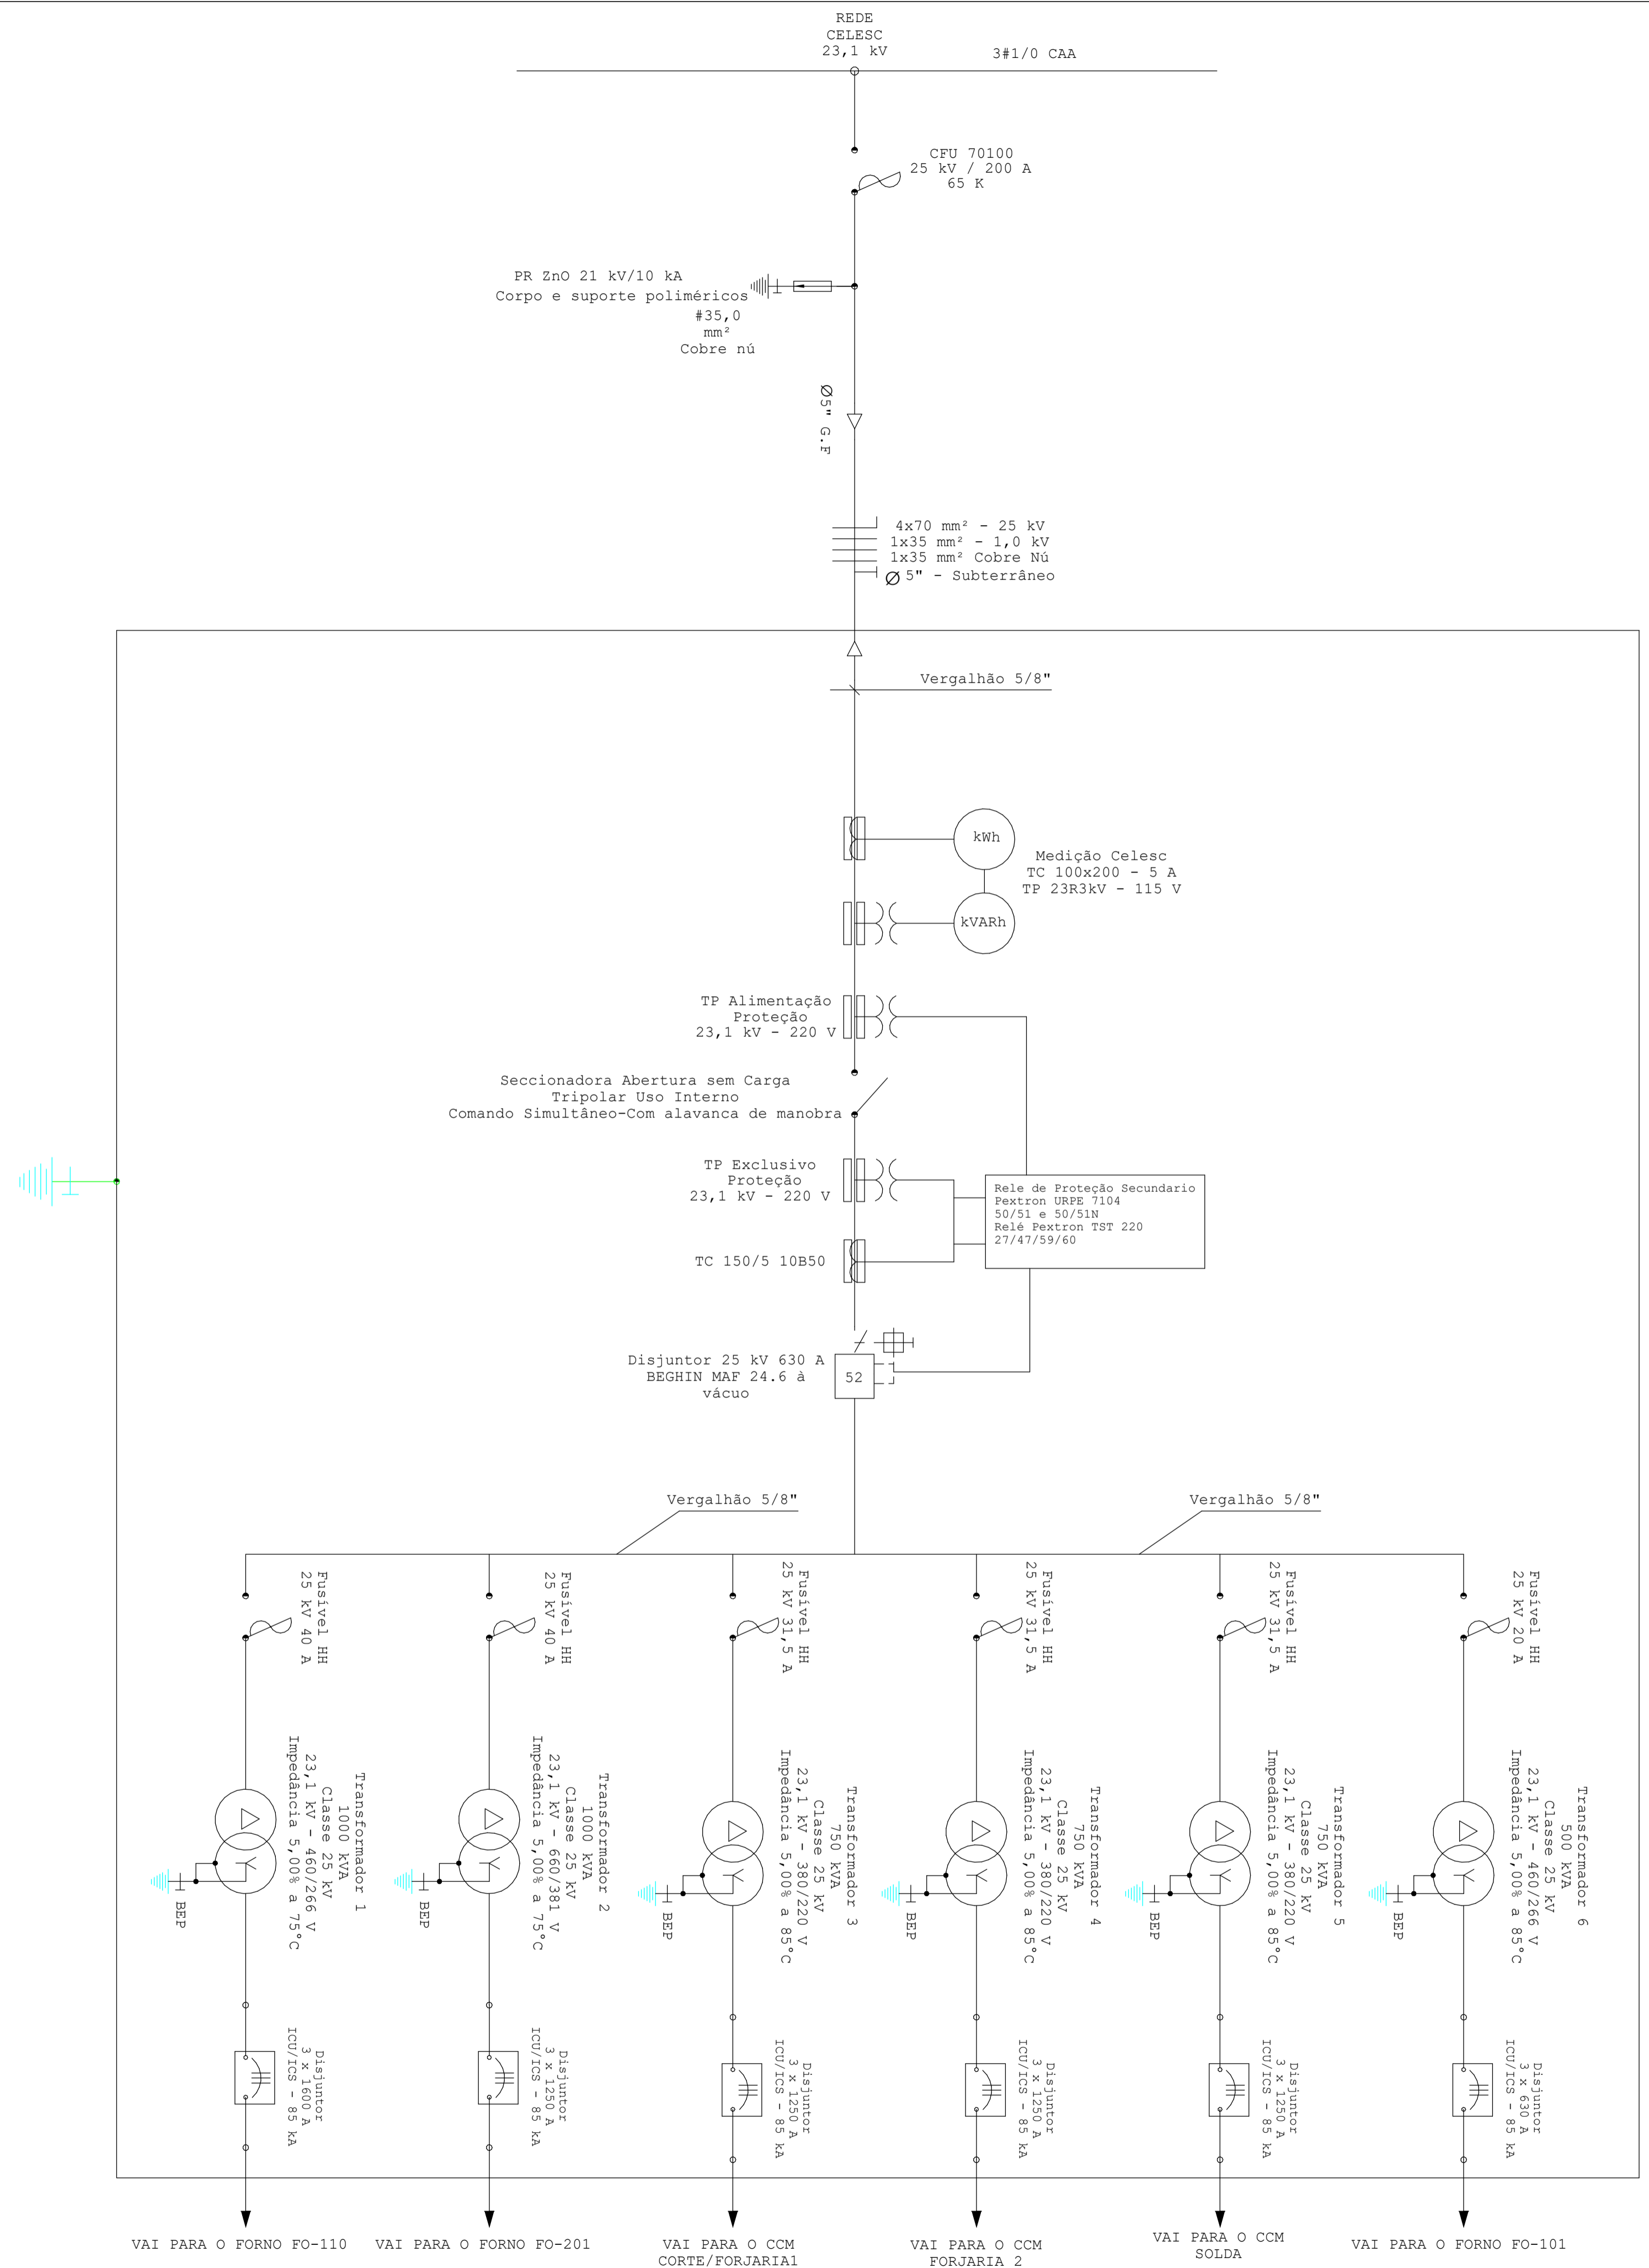 REDE
CELESC
23,1 kV
3#1/0 CAA
CFU 70100
25 kV / 200 A
65 K
PR ZnO 21 kV/10 kA
Corpo e suporte poliméricos
#35,0
mm²
Cobre nú
Ø5" G.F
4x70 mm² - 25 kV
1x35 mm² - 1,0 kV
1x35 mm² Cobre Nú
Ø 5" - Subterrâneo
Vergalhão 5/8"
kWh
kVARh
Medição Celesc
TC 100x200 - 5 A
TP 23R3kV - 115 V
TP Alimentação
Proteção
23,1 kV - 220 V
Seccionadora Abertura sem Carga
Tripolar Uso Interno
Comando Simultâneo-Com alavanca de manobra
TP Exclusivo
Proteção
23,1 kV - 220 V
Rele de Proteção Secundario
Pextron URPE 7104
50/51 e 50/51N
Relé Pextron TST 220
27/47/59/60
TC 150/5 10B50
Disjuntor 25 kV 630 A
BEGHIN MAF 24.6 à
vácuo
52
Vergalhão 5/8"
Vergalhão 5/8"
Fusível HH
25 kV 40 A
Fusível HH
25 kV 40 A
Fusível HH
25 kV 31,5 A
Fusível HH
25 kV 31,5 A
Fusível HH
25 kV 31,5 A
Fusível HH
25 kV 20 A
Transformador 1
1000 kVA
Classe 25 kV
23,1 kV - 460/266 V
Impedância 5,00% a 75°C
Y
BEP
Transformador 2
1000 kVA
Classe 25 kV
23,1 kV - 660/381 V
Impedância 5,00% a 75°C
Y
BEP
Transformador 3
750 kVA
Classe 25 kV
23,1 kV - 380/220 V
Impedância 5,00% a 85°C
Y
BEP
Transformador 4
750 kVA
Classe 25 kV
23,1 kV - 380/220 V
Impedância 5,00% a 85°C
Y
BEP
Transformador 5
750 kVA
Classe 25 kV
23,1 kV - 380/220 V
Impedância 5,00% a 85°C
Y
BEP
Transformador 6
500 kVA
Classe 25 kV
23,1 kV - 460/266 V
Impedância 5,00% a 85°C
Y
BEP
Disjuntor
3 x 1600 A
ICU/ICS - 85 kA
Disjuntor
3 x 1250 A
ICU/ICS - 85 kA
Disjuntor
3 x 1250 A
ICU/ICS - 85 kA
Disjuntor
3 x 1250 A
ICU/ICS - 85 kA
Disjuntor
3 x 1250 A
ICU/ICS - 85 kA
Disjuntor
3 x 630 A
ICU/ICS - 85 kA
VAI PARA O FORNO FO-110
VAI PARA O FORNO FO-201
VAI PARA O CCM
CORTE/FORJARIA1
VAI PARA O CCM
FORJARIA 2
VAI PARA O CCM
SOLDA
VAI PARA O FORNO FO-101